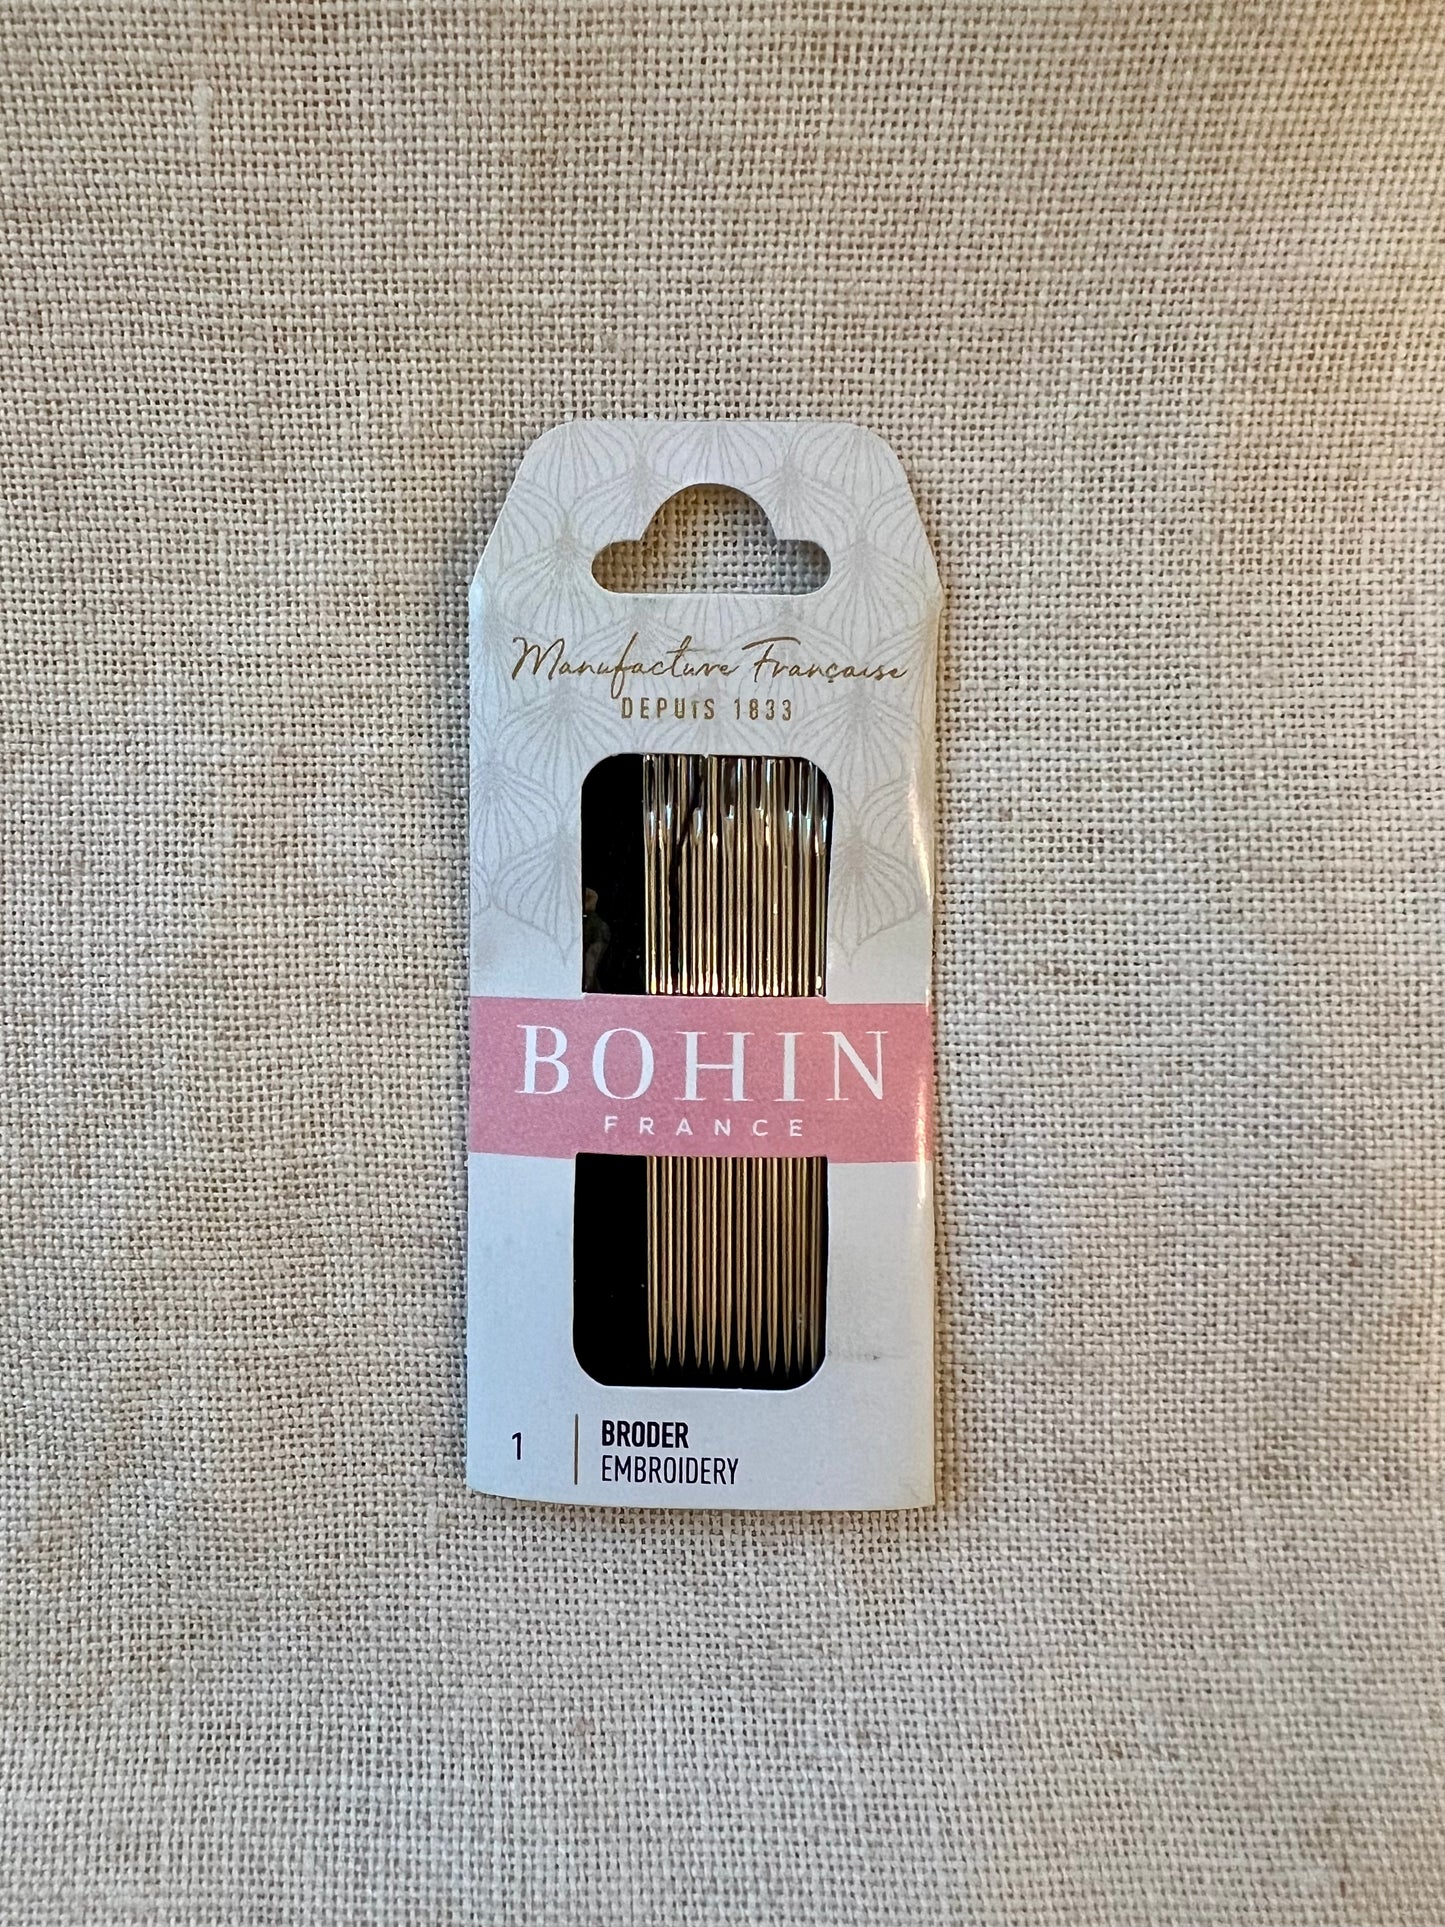 Manufacture Française
DEPUIS 1833
BOHIN
FRANCE
1
BRODER
EMBROIDERY